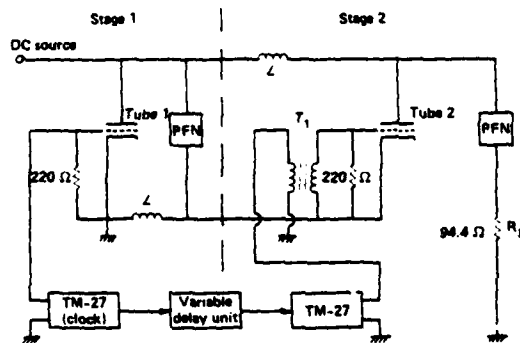 Stage 1
Stage 2
DC source
L
Tube 1
PFN
T1
Tube 2
PFN
220 Ω
220 Ω
L
94.4 Ω
TM-27
(clock)
Variable
delay unit
TM-27